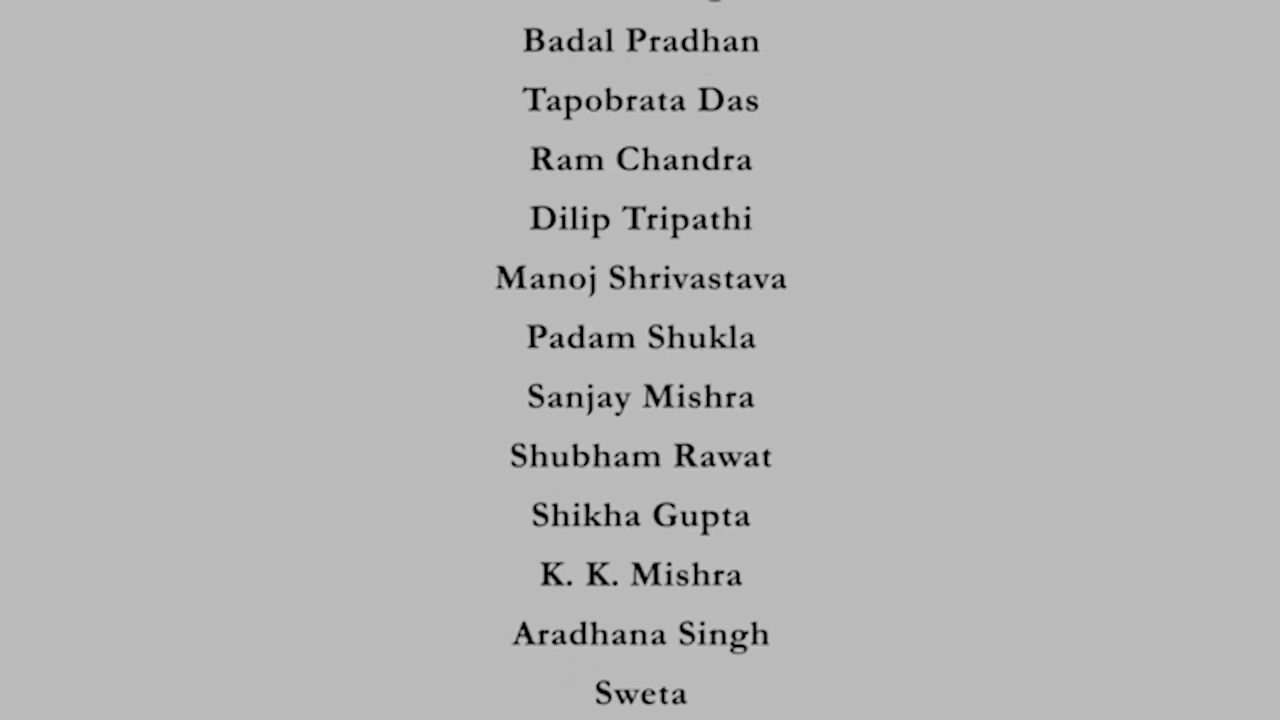 Badal Pradhan
Tapobrata Das
Ram Chandra
Dilip Tripathi
Manoj Shrivastava
Padam Shukla
Sanjay Mishra
Shubham Rawat
Shikha Gupta
K. K. Mishra
Aradhana Singh
Sweta